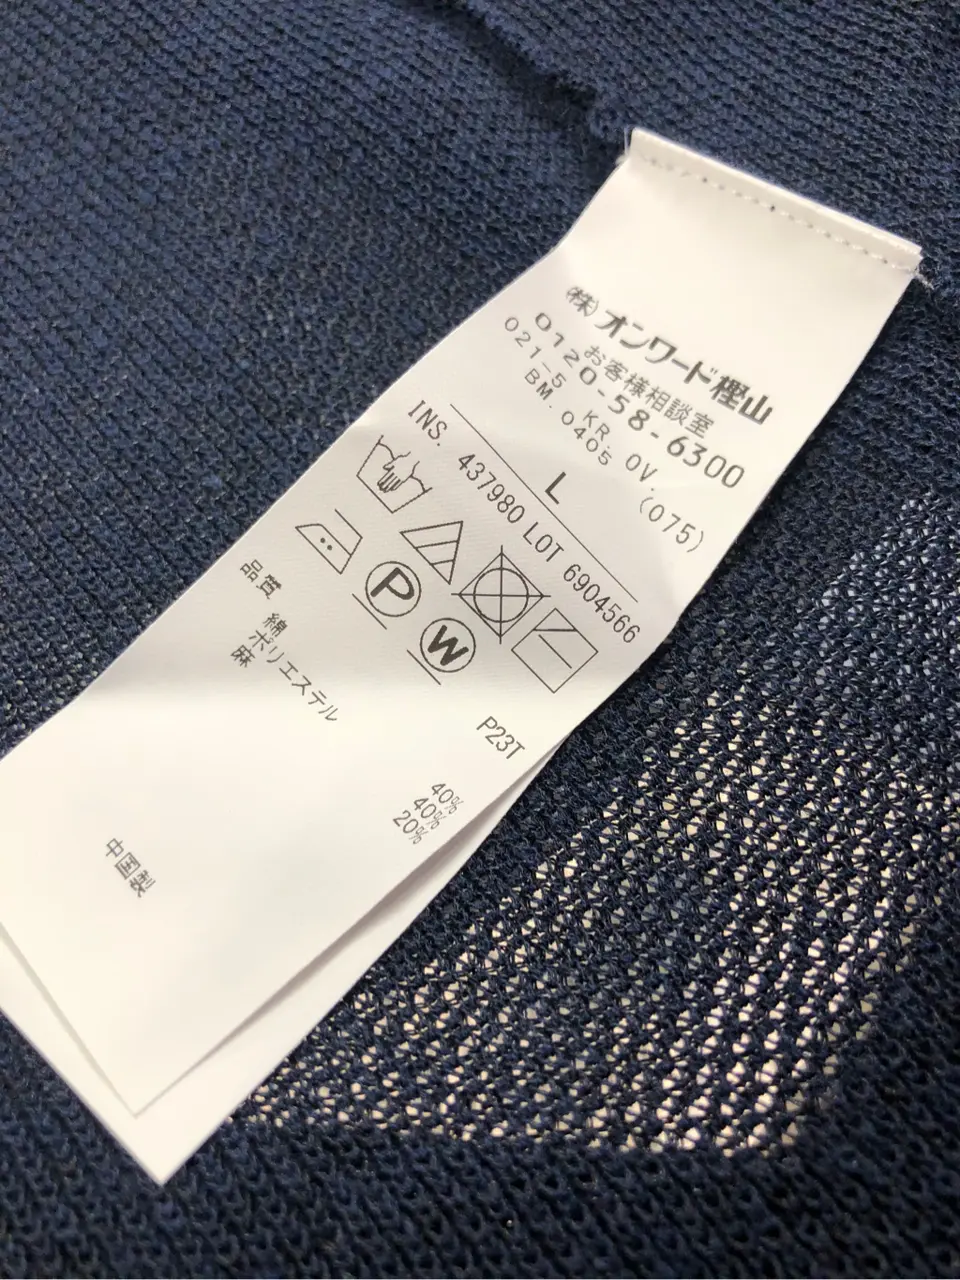 (株)オンワード樫山
お客様相談室
0120-58-6300
021-5 KR. 0V (075)
BM. 0405
L
INS. 437980 LOT 6904566
P
W
P23T
品質 綿 40%
ポリエステル 40%
麻 20%
中国製